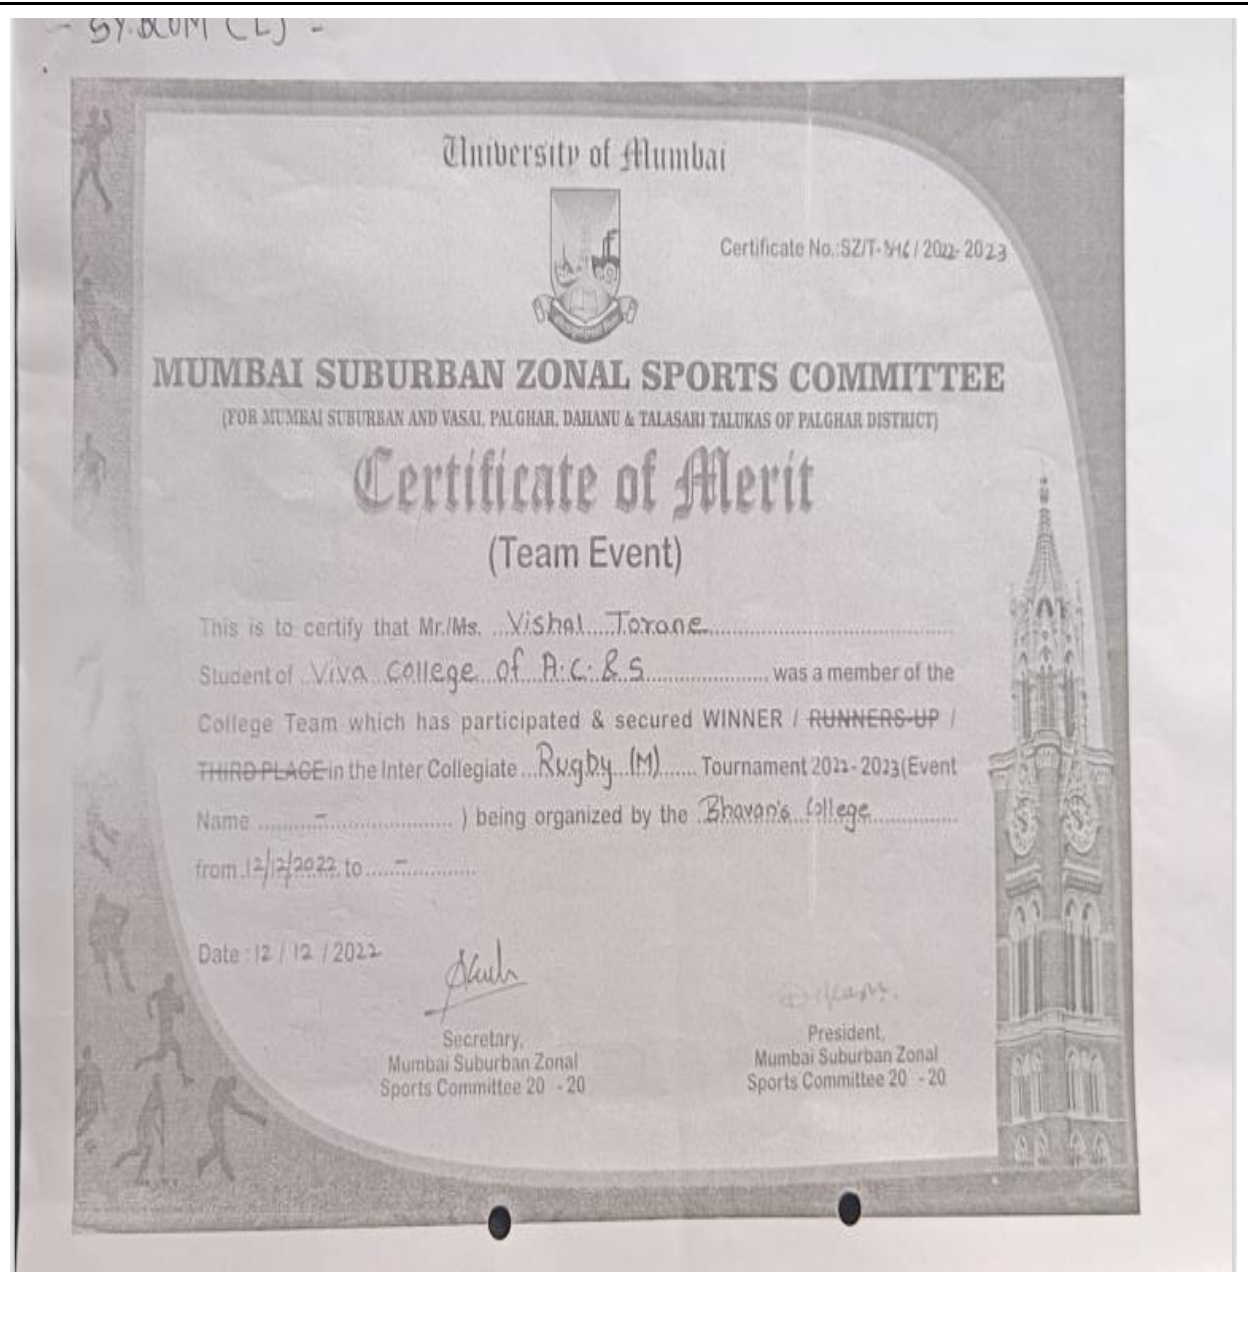 - SY.BCOM (E) -
University of Mumbai
Certificate No.:SZ/T- / 2022-2023
MUMBAI SUBURBAN ZONAL SPORTS COMMITTEE
(FOR MUMBAI SUBURBAN AND VASAI, PALGHAR, DAHANU & TALASARI TALUKAS OF PALGHAR DISTRICT)
Certificate of Merit
(Team Event)
This is to certify that Mr./Ms. Vishal Torane
Student of Viva College of A.C.&S was a member of the
College Team which has participated & secured WINNER / RUNNERS-UP /
THIRD PLACE in the Inter Collegiate Rugby (M) Tournament 2022-2023(Event
Name - ) being organized by the Bhavan's College
from 12/12/2022 to -
Date : 12 / 12 / 2022
Secretary,
Mumbai Suburban Zonal
Sports Committee 20 - 20
President,
Mumbai Suburban Zonal
Sports Committee 20 - 20